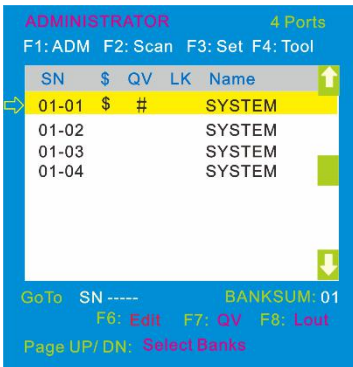 ADMINISTRATOR 4 Ports
F1: ADM F2: Scan F3: Set F4: Tool
SN $ QV LK Name
01-01 $ # SYSTEM
01-02 SYSTEM
01-03 SYSTEM
01-04 SYSTEM
GoTo SN ----- BANKSUM: 01
F6: Edit F7: QV F8: Lout
Page UP/ DN: Select Banks